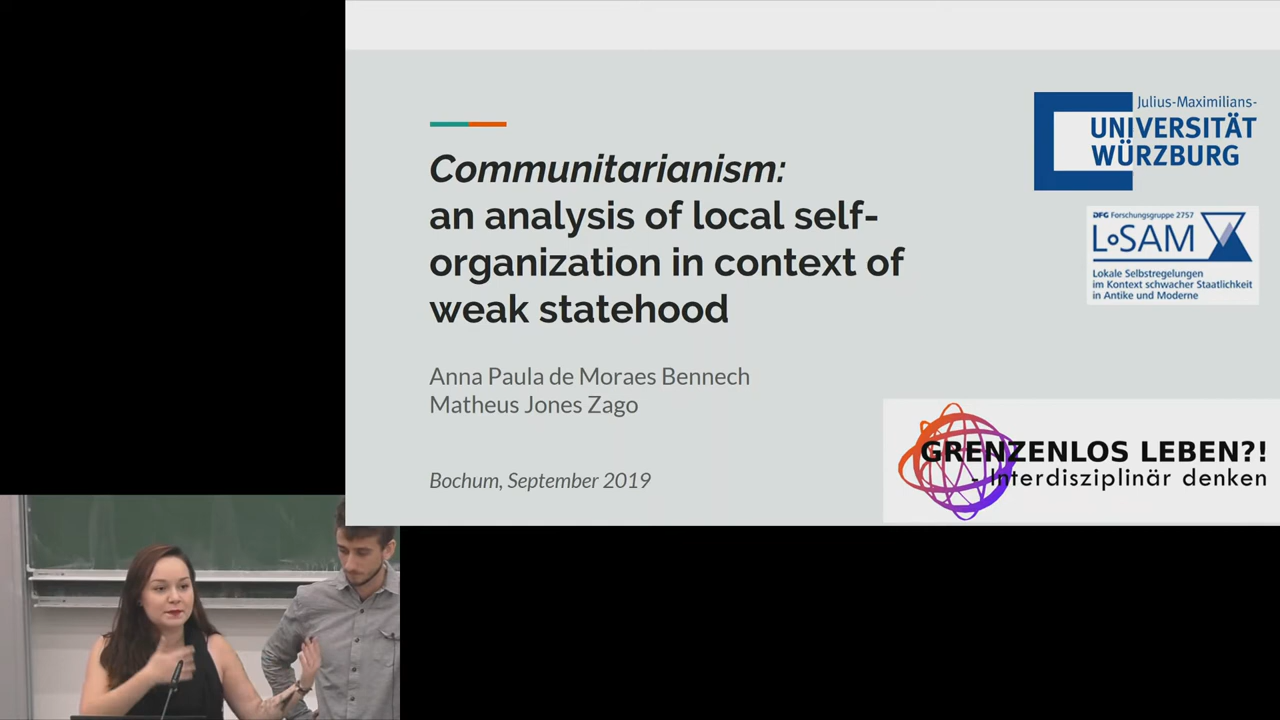 Communitarianism:
an analysis of local self-
organization in context of
weak statehood
Anna Paula de Moraes Bennech
Matheus Jones Zago
Bochum, September 2019
Julius-Maximilians-
UNIVERSITÄT
WÜRZBURG
DFG Forschungsgruppe 2757
LoSAM
Lokale Selbstregelungen
im Kontext schwacher Staatlichkeit
in Antike und Moderne
GRENZENLOS LEBEN?!
- Interdisziplinär denken